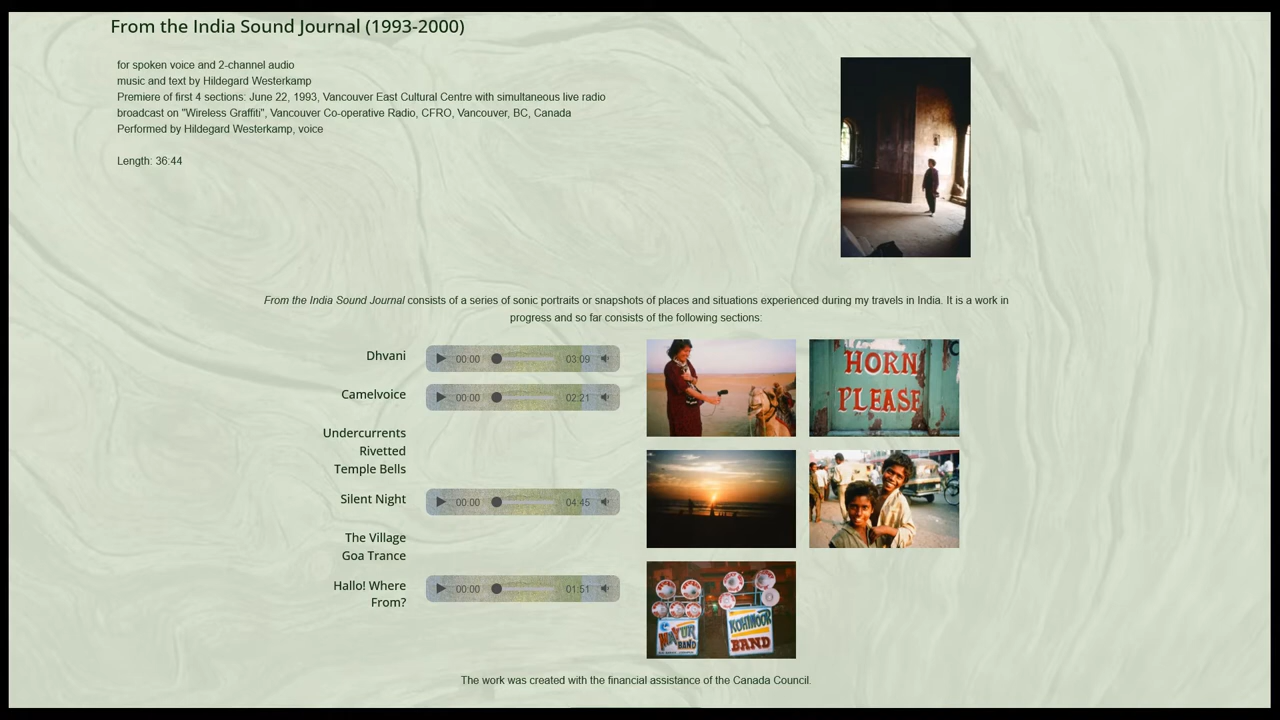 From the India Sound Journal (1993-2000)
for spoken voice and 2-channel audio
music and text by Hildegard Westerkamp
Premiere of first 4 sections: June 22, 1993, Vancouver East Cultural Centre with simultaneous live radio
broadcast on "Wireless Graffiti", Vancouver Co-operative Radio, CFRO, Vancouver, BC, Canada
Performed by Hildegard Westerkamp, voice
Length: 36:44
From the India Sound Journal consists of a series of sonic portraits or snapshots of places and situations experienced during my travels in India. It is a work in
progress and so far consists of the following sections:
Dhvani
00:00 03:09
Camelvoice
00:00 02:21
Undercurrents
Rivetted
Temple Bells
Silent Night
00:00 04:45
The Village
Goa Trance
Hallo! Where
From?
00:00 01:51
HORN
PLEASE
MAYUR
BAND
KOHINOOR
BAND
The work was created with the financial assistance of the Canada Council.